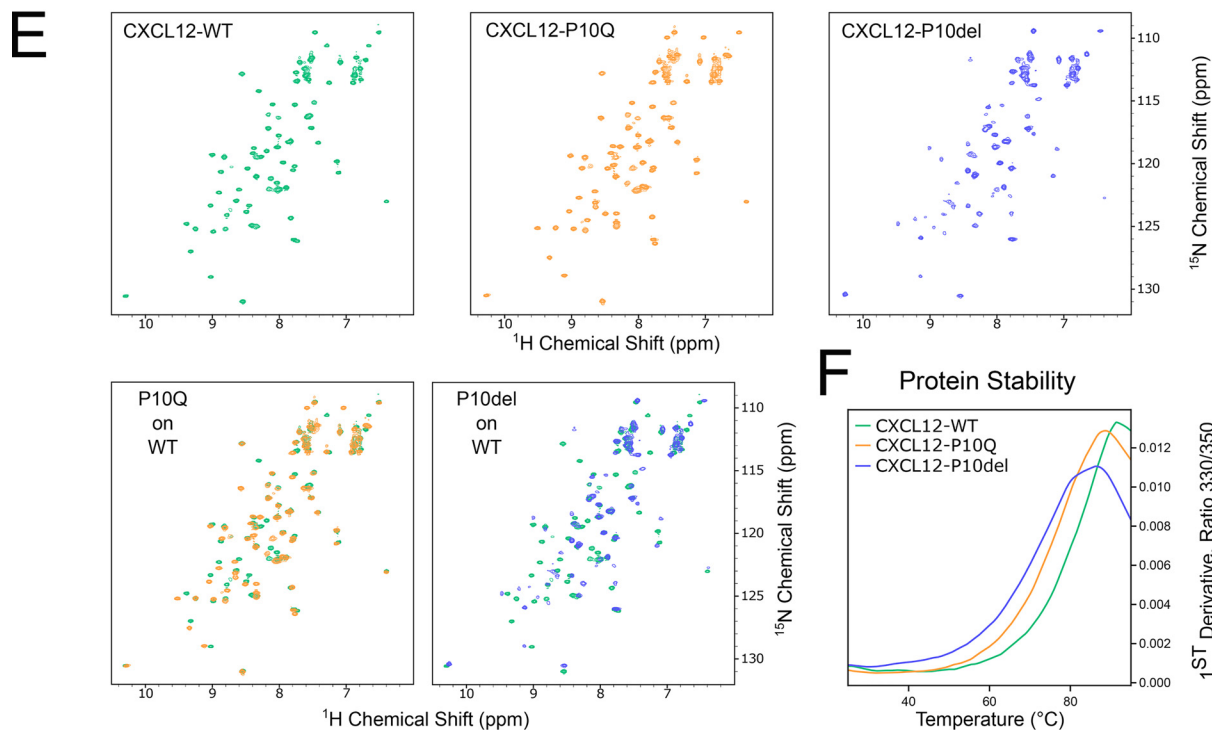 E
CXCL12-WT
CXCL12-P10Q
CXCL12-P10del
110
115
120
125
130
15N Chemical Shift (ppm)
10 9 8 7
10 9 8 7
10 9 8 7
1H Chemical Shift (ppm)
P10Q
on
WT
P10del
on
WT
110
115
120
125
130
15N Chemical Shift (ppm)
10 9 8 7
10 9 8 7
1H Chemical Shift (ppm)
F
Protein Stability
CXCL12-WT
CXCL12-P10Q
CXCL12-P10del
0.012
0.010
0.008
0.006
0.004
0.002
0.000
1ST Derivative, Ratio 330/350
40 60 80
Temperature (°C)